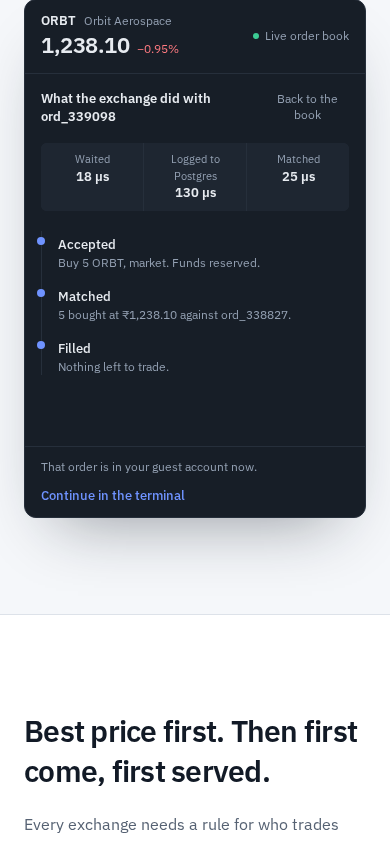 ORBT Orbit Aerospace
1,238.10 −0.95%
Live order book
What the exchange did with
ord_339098
Back to the
book
Waited
18 µs
Logged to
Postgres
130 µs
Matched
25 µs
Accepted
Buy 5 ORBT, market. Funds reserved.
Matched
5 bought at ₹1,238.10 against ord_338827.
Filled
Nothing left to trade.
That order is in your guest account now.
Continue in the terminal
Best price first. Then first
come, first served.
Every exchange needs a rule for who trades